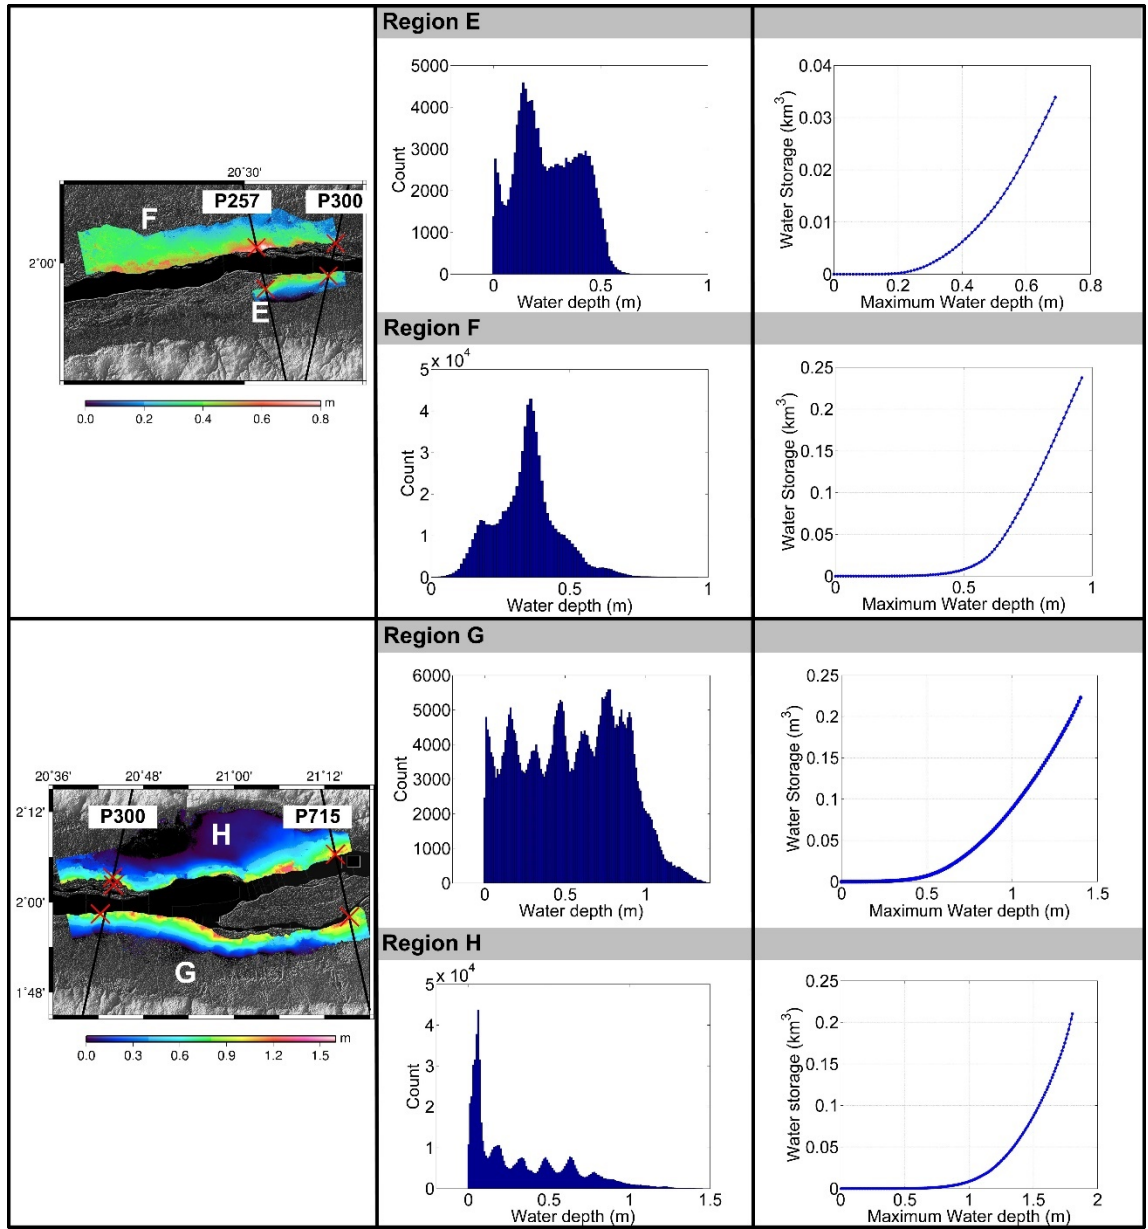 Region E
20˚30'
P257
P300
F
2˚00'
E
m
0.0 0.2 0.4 0.6 0.8
5000
4000
3000
2000
1000
0
Count
0 0.5 1
Water depth (m)
0.04
0.03
0.02
0.01
0
Water Storage (km³)
0 0.2 0.4 0.6 0.8
Maximum Water depth (m)
Region F
5 x 10⁴
4
3
2
1
0
Count
0 0.5 1
Water depth (m)
0.25
0.2
0.15
0.1
0.05
0
Water Storage (km³)
0 0.5 1
Maximum Water depth (m)
Region G
20˚36' 20˚48' 21˚00' 21˚12'
2˚12'
P300
H
P715
2˚00'
G
1˚48'
m
0.0 0.3 0.6 0.9 1.2 1.5
6000
5000
4000
3000
2000
1000
0
Count
0 0.5 1
Water depth (m)
0.25
0.2
0.15
0.1
0.05
0
Water Storage (m³)
0 0.5 1 1.5
Maximum Water depth (m)
Region H
5 x 10⁴
4
3
2
1
0
Count
0 0.5 1 1.5
Water depth (m)
0.25
0.2
0.15
0.1
0.05
0
Water storage (km³)
0 0.5 1 1.5 2
Maximum Water depth (m)